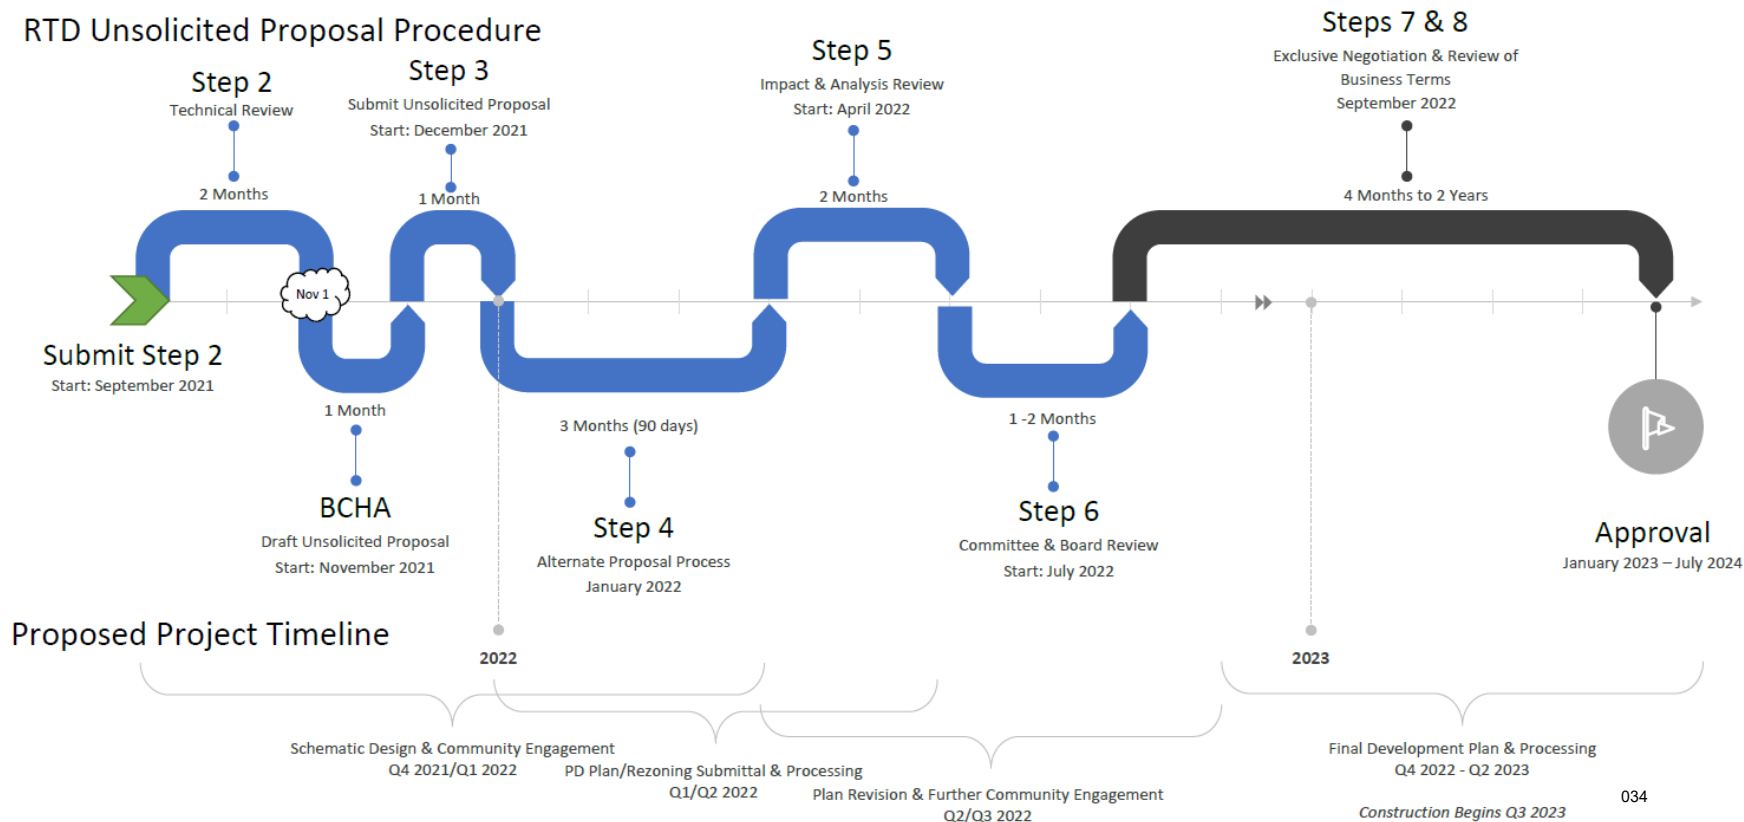 RTD Unsolicited Proposal Procedure
Step 2
Technical Review
2 Months
Step 3
Submit Unsolicited Proposal
Start: December 2021
1 Month
Step 5
Impact & Analysis Review
Start: April 2022
2 Months
Steps 7 & 8
Exclusive Negotiation & Review of
Business Terms
September 2022
4 Months to 2 Years
Nov 1
Submit Step 2
Start: September 2021
1 Month
BCHA
Draft Unsolicited Proposal
Start: November 2021
3 Months (90 days)
Step 4
Alternate Proposal Process
January 2022
1 -2 Months
Step 6
Committee & Board Review
Start: July 2022
Approval
January 2023 – July 2024
Proposed Project Timeline
2022
2023
Schematic Design & Community Engagement
Q4 2021/Q1 2022
PD Plan/Rezoning Submittal & Processing
Q1/Q2 2022
Plan Revision & Further Community Engagement
Q2/Q3 2022
Final Development Plan & Processing
Q4 2022 - Q2 2023
Construction Begins Q3 2023
034